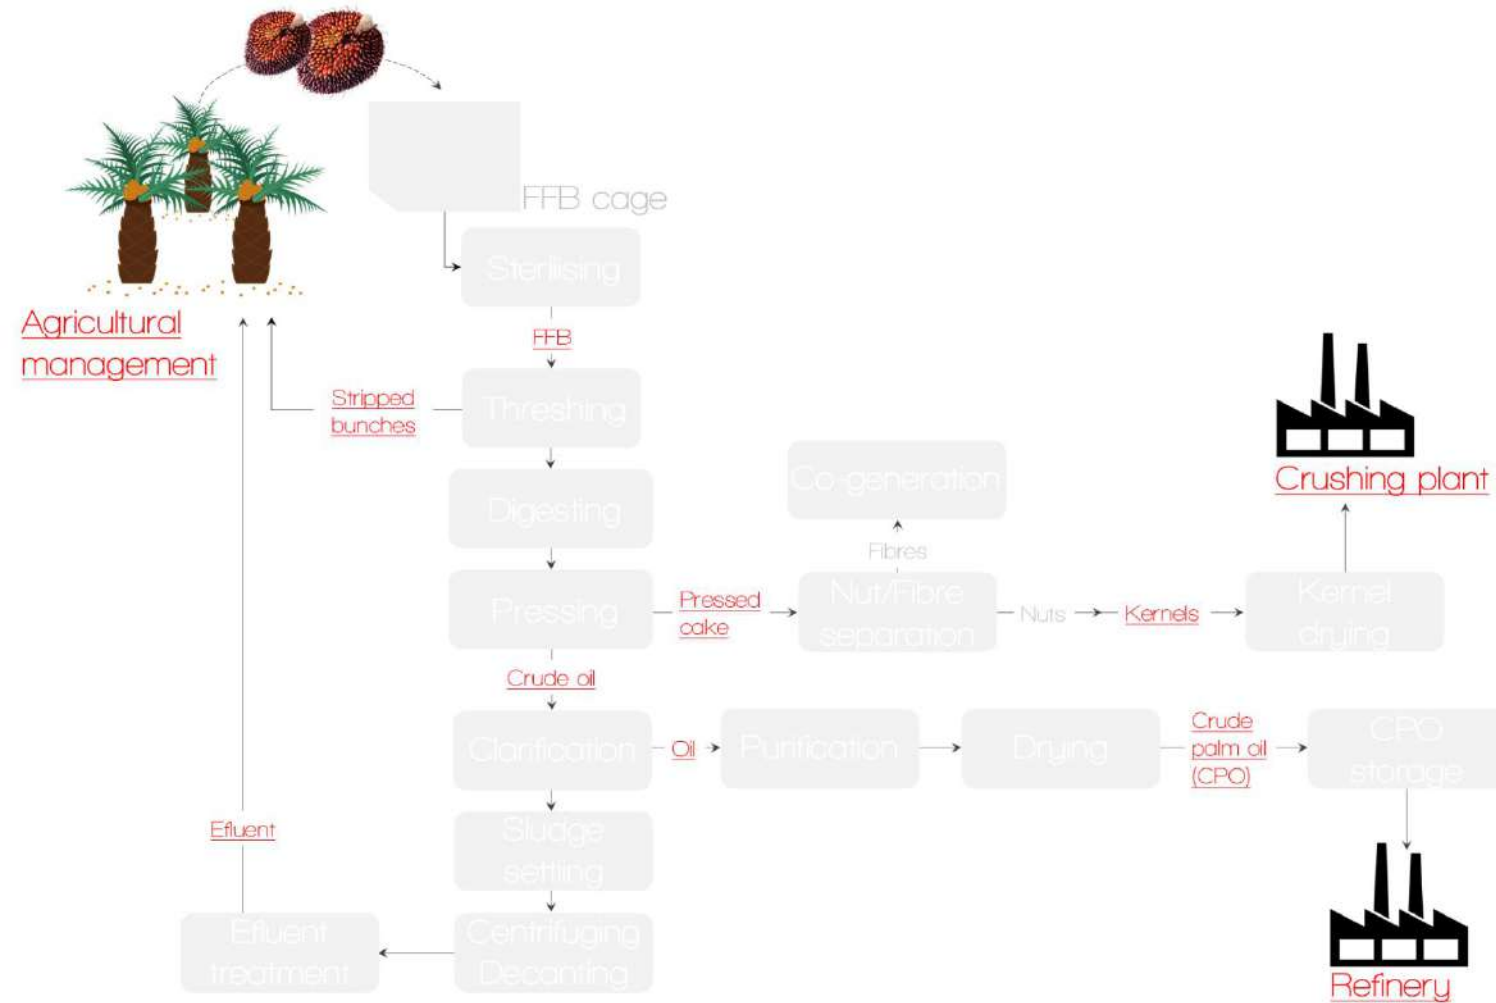 FFB cage
Sterilising
FFB
Agricultural
management
Stripped
bunches
Threshing
Digesting
Co-generation
Fibres
Crushing plant
Pressing
Pressed
cake
Nut/Fibre
separation
Nuts
Kernels
Kernel
drying
Crude oil
Clarification
Oil
Purification
Drying
Crude
palm oil
(CPO)
CPO
storage
Sludge
settling
Efluent
Efluent
treatment
Centrifuging
Decanting
Refinery